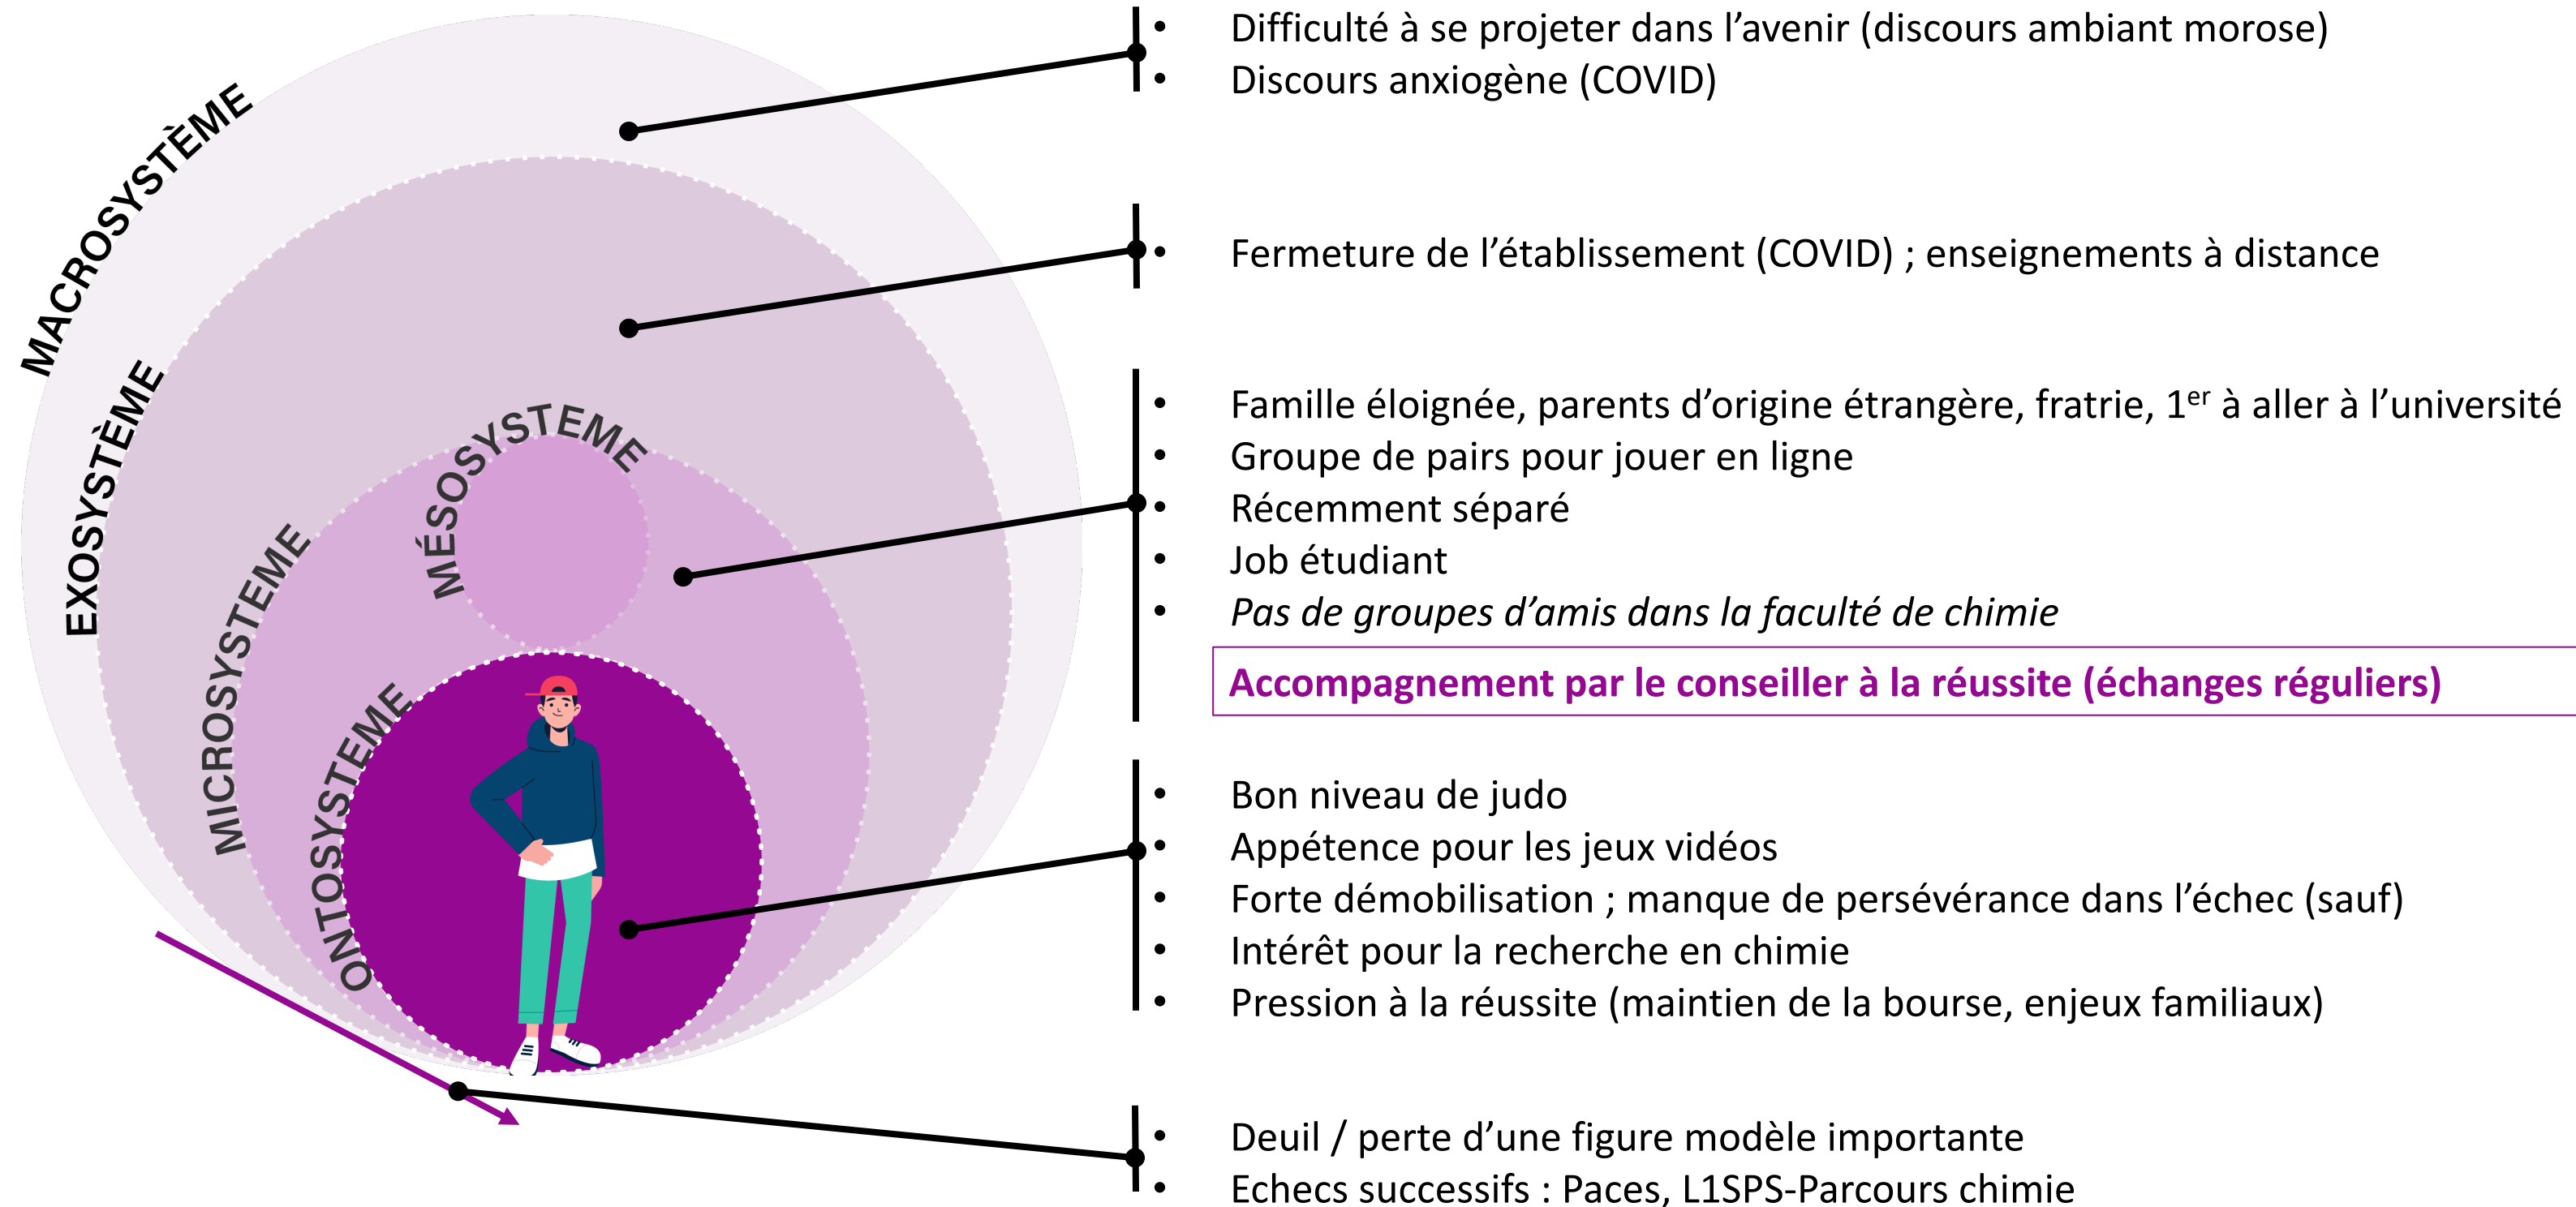 MACROSYSTÈME
EXOSYSTÈME
MICROSYSTEME
MÉSOSYSTEME
ONTOSYSTEME
• Difficulté à se projeter dans l’avenir (discours ambiant morose)
• Discours anxiogène (COVID)
• Fermeture de l’établissement (COVID) ; enseignements à distance
• Famille éloignée, parents d’origine étrangère, fratrie, 1er à aller à l’université
• Groupe de pairs pour jouer en ligne
• Récemment séparé
• Job étudiant
• Pas de groupes d’amis dans la faculté de chimie
Accompagnement par le conseiller à la réussite (échanges réguliers)
• Bon niveau de judo
• Appétence pour les jeux vidéos
• Forte démobilisation ; manque de persévérance dans l’échec (sauf)
• Intérêt pour la recherche en chimie
• Pression à la réussite (maintien de la bourse, enjeux familiaux)
• Deuil / perte d’une figure modèle importante
• Echecs successifs : Paces, L1SPS-Parcours chimie